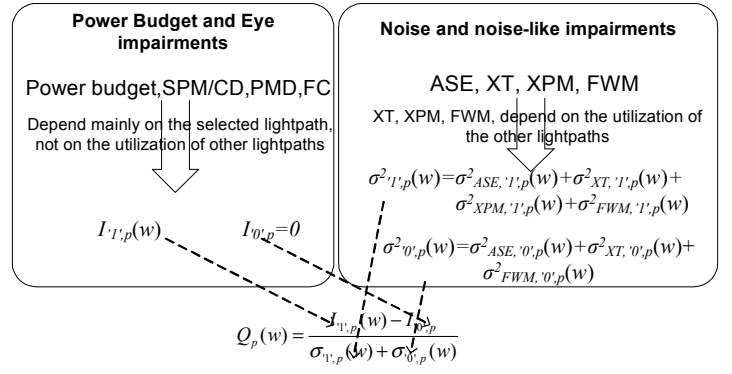 Power Budget and Eye
impairments
Power budget,SPM/CD,PMD,FC
Depend mainly on the selected lightpath,
not on the utilization of other lightpaths
I'1',p(w) I'0',p=0
Noise and noise-like impairments
ASE, XT, XPM, FWM
XT, XPM, FWM, depend on the utilization of
the other lightpaths
σ²'1',p(w)=σ²ASE,'1',p(w)+σ²XT,'1',p(w)+
σ²XPM,'1',p(w)+σ²FWM,'1',p(w)
σ²'0',p(w)=σ²ASE,'0',p(w)+σ²XT,'0',p(w)+
σ²FWM,'0',p(w)
I'1',p(w) − I'0',p
Qp(w) =
σ'1',p(w) + σ'0',p(w)